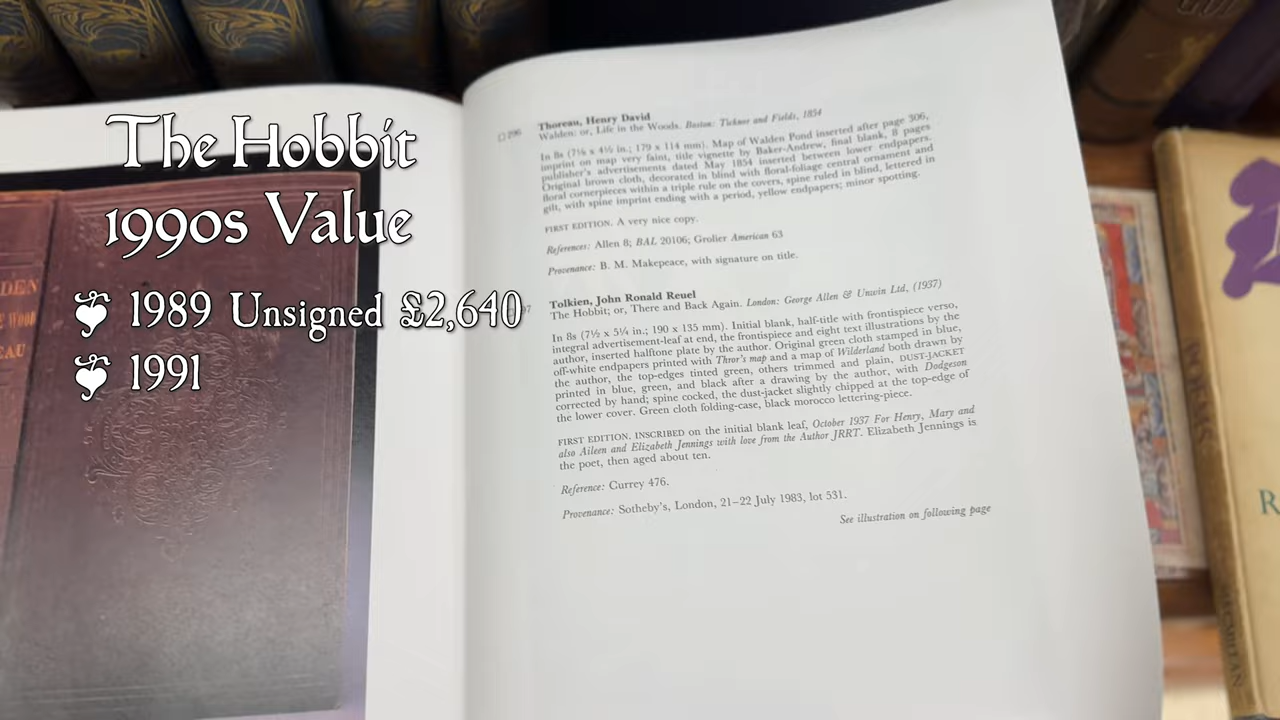 The Hobbit
1990s Value
1989 Unsigned £2,640
1991
296
Thoreau, Henry David
Walden; or, Life in the Woods. Boston: Ticknor and Fields, 1854
In 8s (7⅛ x 4½ in.; 179 x 114 mm). Map of Walden Pond inserted after page 306,
imprint on map very faint, title vignette by Baker-Andrew, final blank, 8 pages
publisher's advertisements dated May 1854 inserted between lower endpapers.
Original brown cloth, decorated in blind with floral-foliage central ornament and
floral cornerpieces within a triple rule on the covers, spine ruled in blind, lettered in
gilt, with spine imprint ending with a period, yellow endpapers; minor spotting.
FIRST EDITION. A very nice copy.
References: Allen 8; BAL 20106; Grolier American 63
Provenance: B. M. Makepeace, with signature on title.
Tolkien, John Ronald Reuel
The Hobbit; or, There and Back Again. London: George Allen & Unwin Ltd, (1937)
In 8s (7½ x 5¼ in.; 190 x 135 mm). Initial blank, half-title with frontispiece verso,
integral advertisement-leaf at end, the frontispiece and eight text illustrations by the
author, inserted halftone plate by the author. Original green cloth stamped in blue,
off-white endpapers printed with Thror's map and a map of Wilderland both drawn by
the author, the top-edges tinted green, others trimmed and plain, DUST-JACKET
printed in blue, green, and black after a drawing by the author, with Dodgeson
corrected by hand; spine cocked, the dust-jacket slightly chipped at the top-edge of
the lower cover. Green cloth folding-case, black morocco lettering-piece.
FIRST EDITION. INSCRIBED on the initial blank leaf, October 1937 For Henry, Mary and
also Aileen and Elizabeth Jennings with love from the Author JRRT. Elizabeth Jennings is
the poet, then aged about ten.
Reference: Currey 476.
Provenance: Sotheby's, London, 21–22 July 1983, lot 531.
See illustration on following page
POEMS